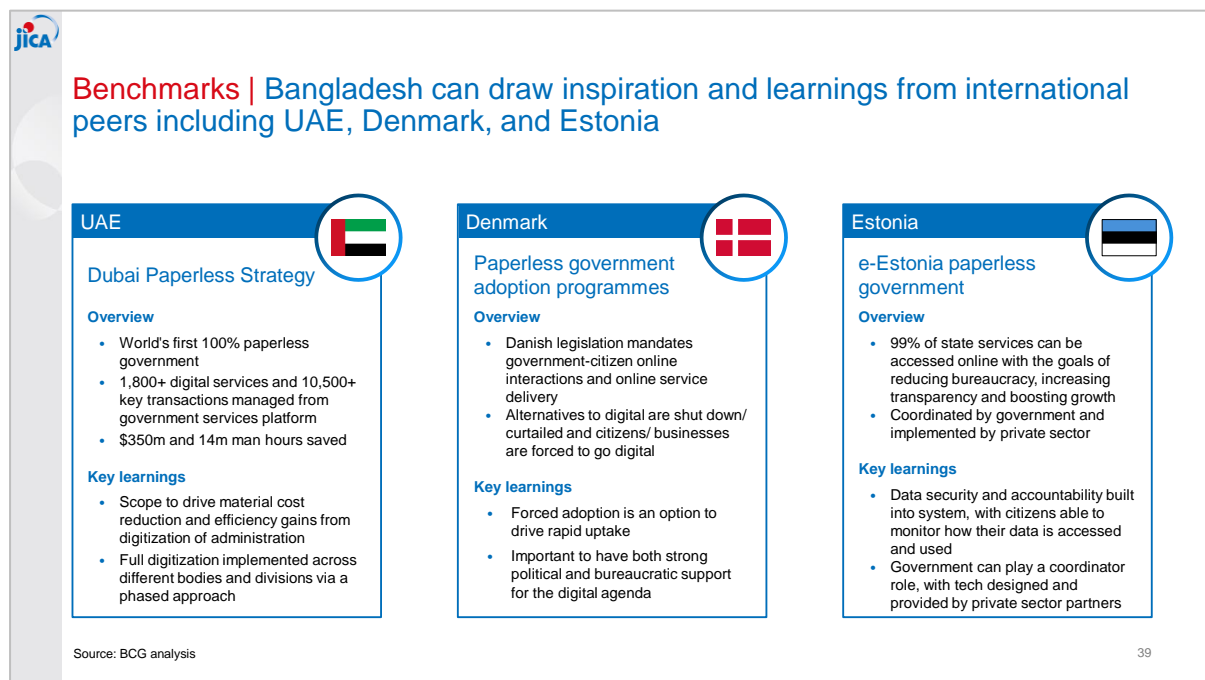 jICA
Benchmarks | Bangladesh can draw inspiration and learnings from international
peers including UAE, Denmark, and Estonia
UAE
Dubai Paperless Strategy
Overview
• World's first 100% paperless
government
• 1,800+ digital services and 10,500+
key transactions managed from
government services platform
• $350m and 14m man hours saved
Key learnings
• Scope to drive material cost
reduction and efficiency gains from
digitization of administration
• Full digitization implemented across
different bodies and divisions via a
phased approach
Denmark
Paperless government
adoption programmes
Overview
• Danish legislation mandates
government-citizen online
interactions and online service
delivery
• Alternatives to digital are shut down/
curtailed and citizens/ businesses
are forced to go digital
Key learnings
• Forced adoption is an option to
drive rapid uptake
• Important to have both strong
political and bureaucratic support
for the digital agenda
Estonia
e-Estonia paperless
government
Overview
• 99% of state services can be
accessed online with the goals of
reducing bureaucracy, increasing
transparency and boosting growth
• Coordinated by government and
implemented by private sector
Key learnings
• Data security and accountability built
into system, with citizens able to
monitor how their data is accessed
and used
• Government can play a coordinator
role, with tech designed and
provided by private sector partners
Source: BCG analysis
39